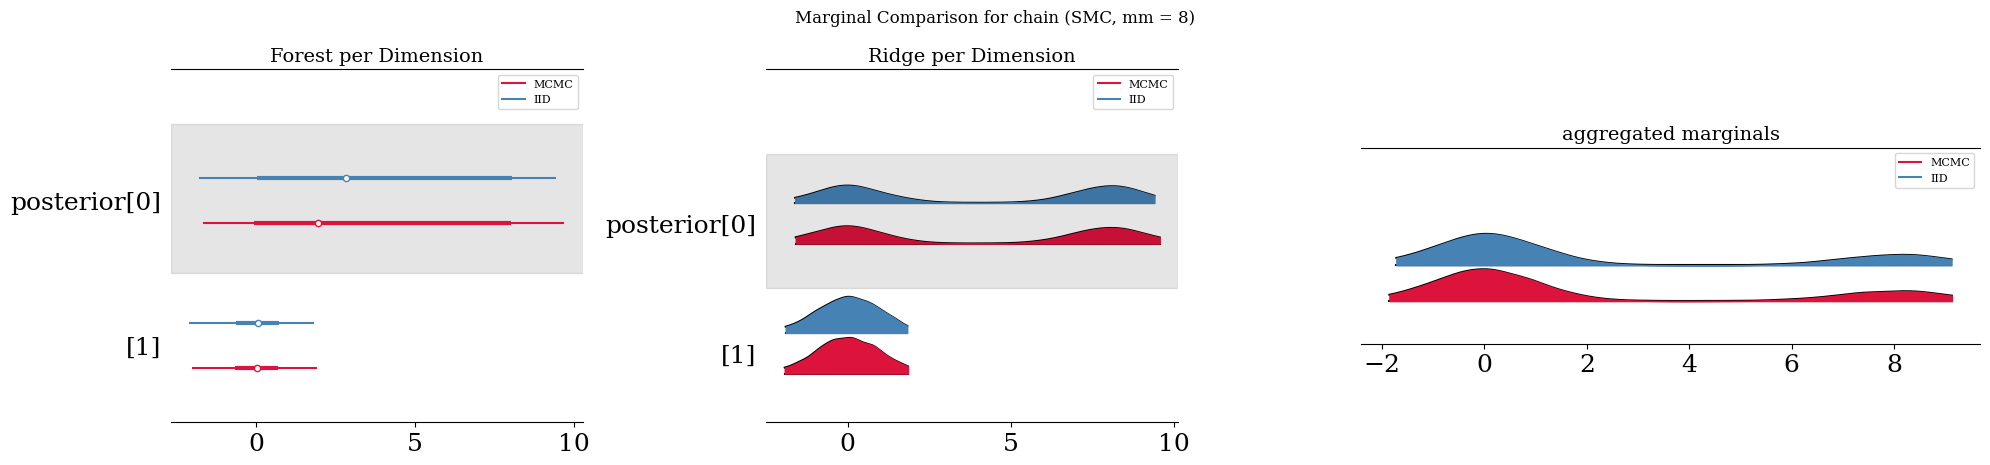 Marginal Comparison for chain (SMC, mm = 8)
Forest per Dimension
MCMC
IID
posterior[0]
[1]
0 5 10
Ridge per Dimension
MCMC
IID
posterior[0]
[1]
0 5 10
aggregated marginals
MCMC
IID
−2 0 2 4 6 8